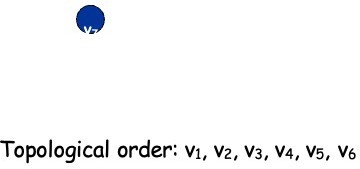 v₇
Topological order: v₁, v₂, v₃, v₄, v₅, v₆